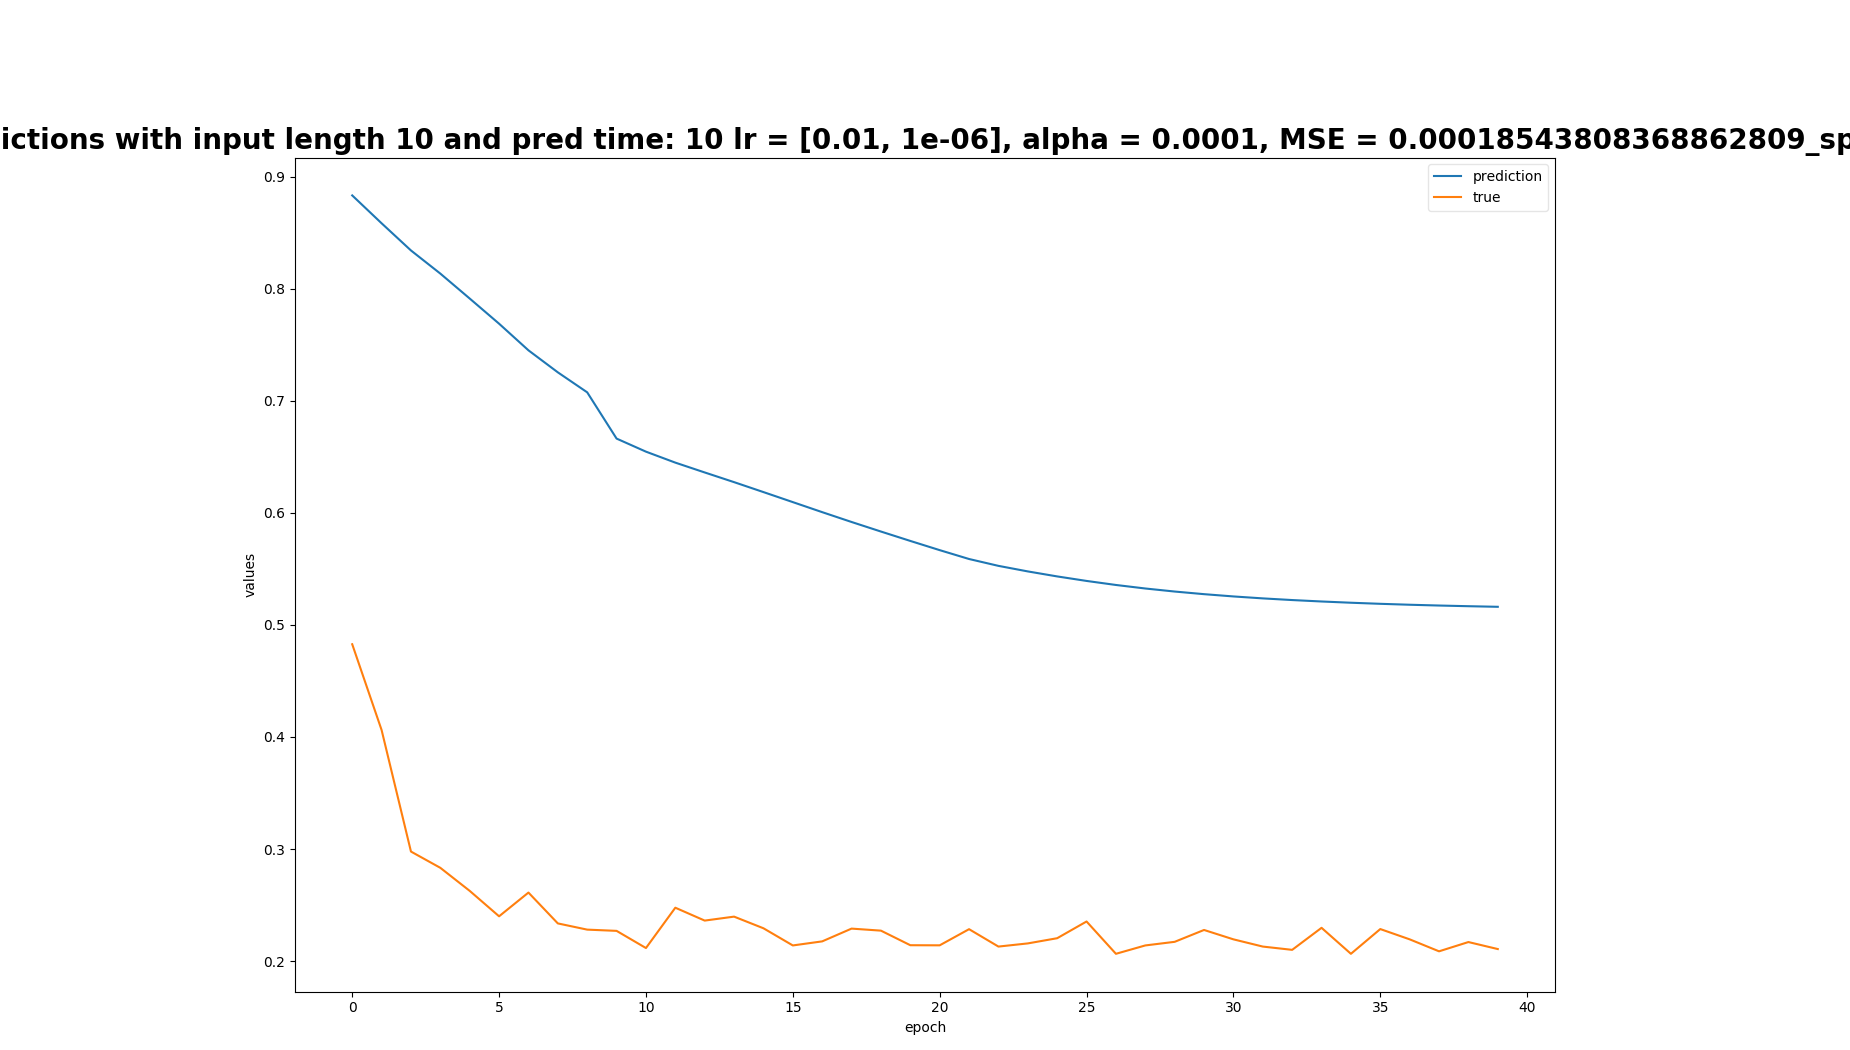 ictions with input length 10 and pred time: 10 lr = [0.01, 1e-06], alpha = 0.0001, MSE = 0.00018543808368862809_sp
prediction
true
0.9
0.8
0.7
0.6
0.5
0.4
0.3
0.2
values
0 5 10 15 20 25 30 35 40
epoch